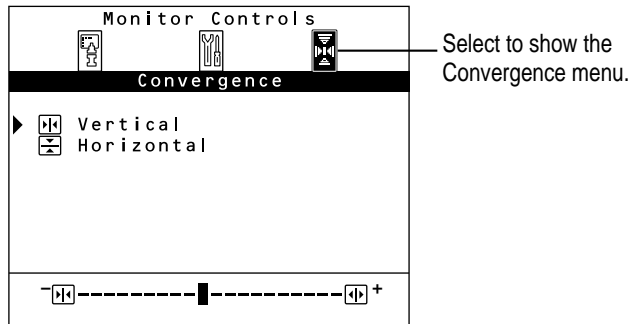 Monitor Controls
Select to show the
Convergence menu.
Convergence
Vertical
Horizontal
- +